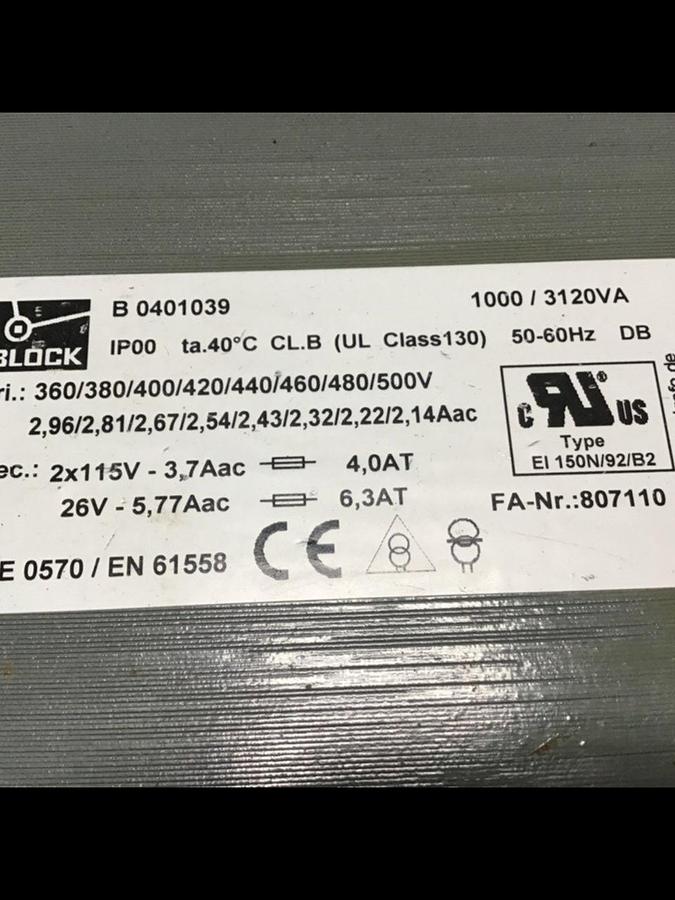 BLOCK
B 0401039
1000 / 3120VA
IP00 ta.40°C CL.B (UL Class130) 50-60Hz DB
ri.: 360/380/400/420/440/460/480/500V
2,96/2,81/2,67/2,54/2,43/2,32/2,22/2,14Aac
ec.: 2x115V - 3,7Aac 4,0AT
26V - 5,77Aac 6,3AT
c RU® US
Type
EI 150N/92/B2
FA-Nr.:807110
E 0570 / EN 61558 CE